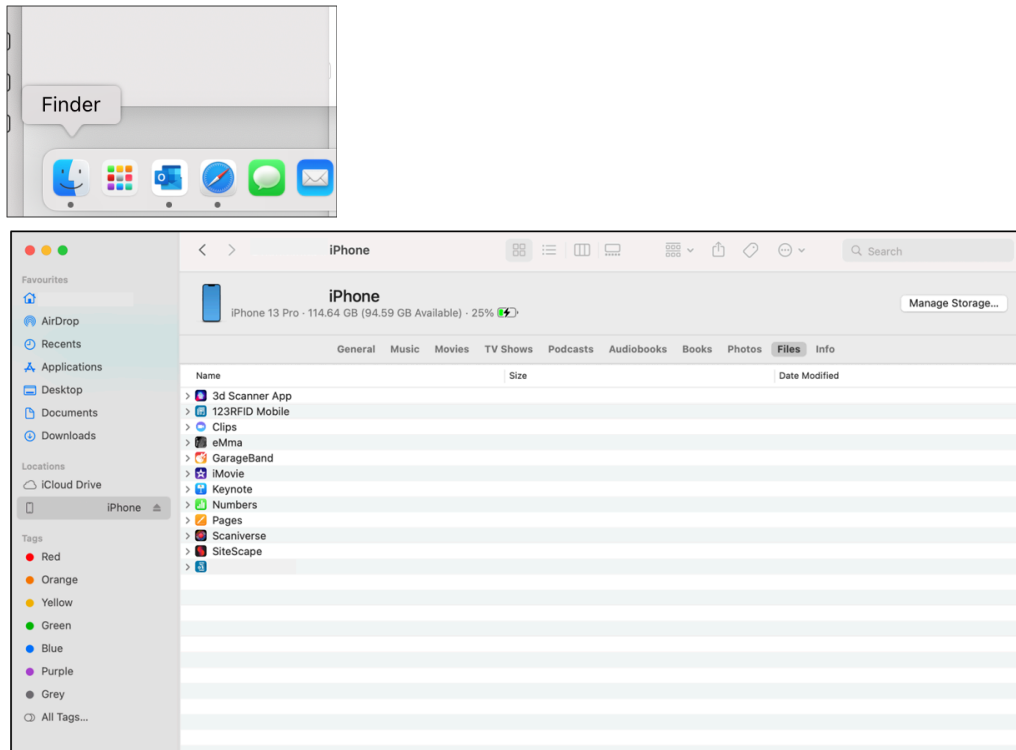 Finder
iPhone
Search
Favourites
AirDrop
Recents
Applications
Desktop
Documents
Downloads
Locations
iCloud Drive
iPhone
Tags
Red
Orange
Yellow
Green
Blue
Purple
Grey
All Tags...
iPhone
iPhone 13 Pro · 114.64 GB (94.59 GB Available) · 25%
Manage Storage...
General Music Movies TV Shows Podcasts Audiobooks Books Photos Files Info
Name Size Date Modified
3d Scanner App
123RFID Mobile
Clips
eMma
GarageBand
iMovie
Keynote
Numbers
Pages
Scaniverse
SiteScape